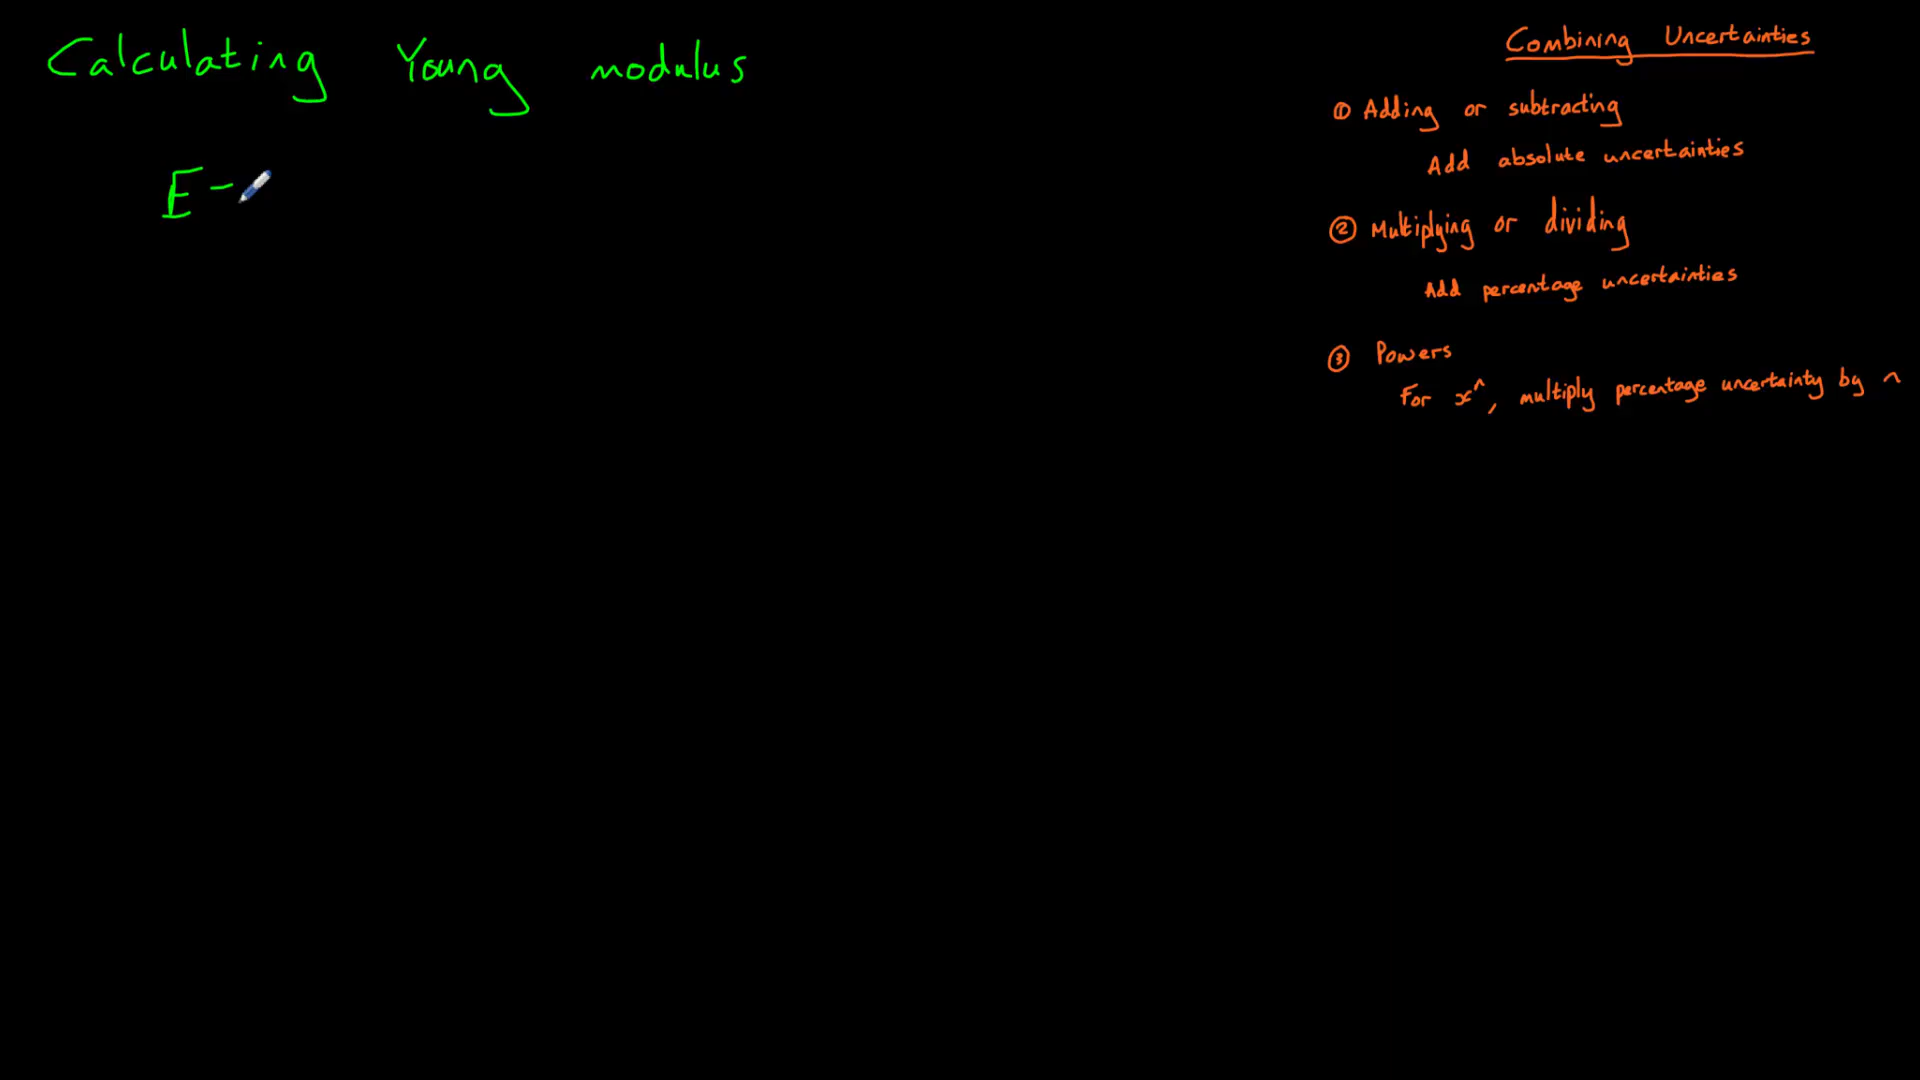 Calculating Young modulus
E -
Combining Uncertainties
① Adding or subtracting
Add absolute uncertainties
② Multiplying or dividing
Add percentage uncertainties
③ Powers
For xⁿ, multiply percentage uncertainty by n